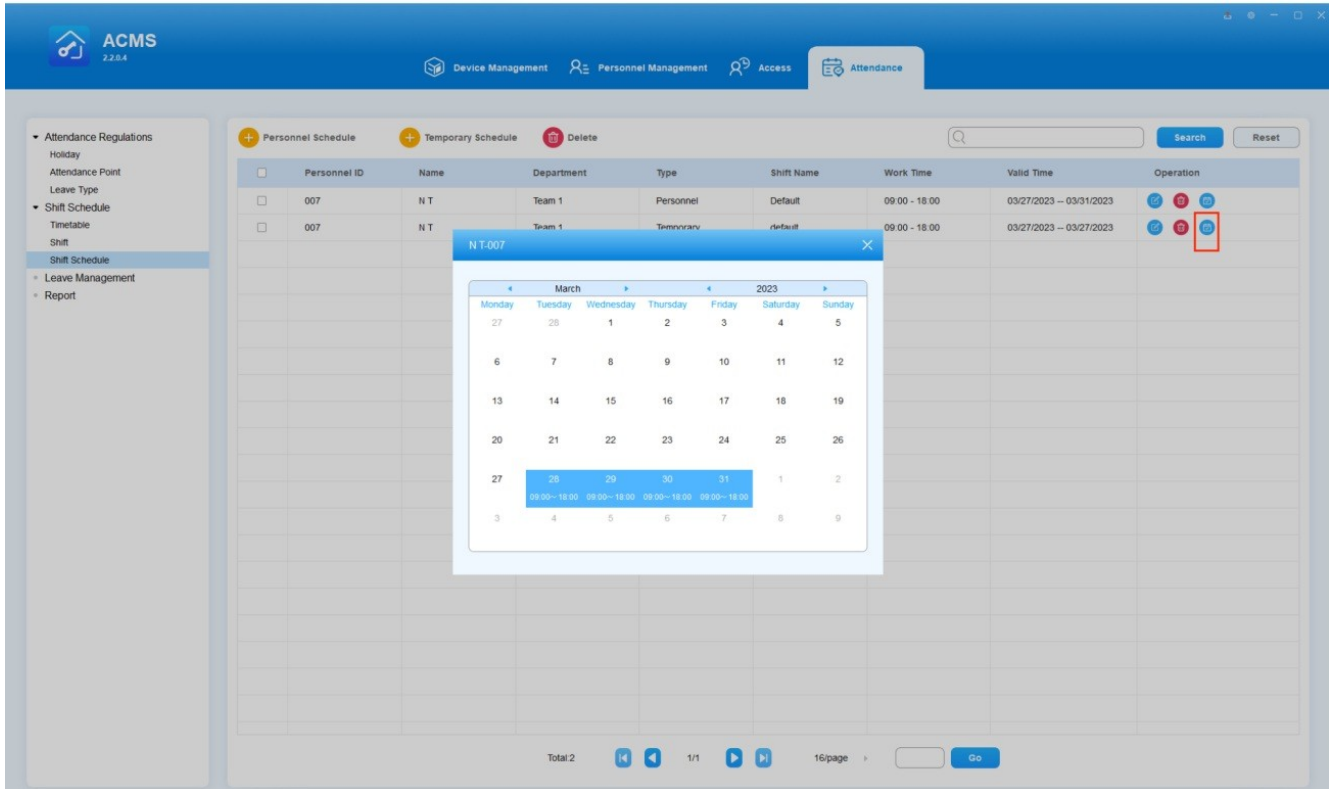 ACMS
2.2.0.4
Device Management Personnel Management Access Attendance
Attendance Regulations
Holiday
Attendance Point
Leave Type
Shift Schedule
Timetable
Shift
Shift Schedule
Leave Management
Report
Personnel Schedule Temporary Schedule Delete Search Reset
Personnel ID Name Department Type Shift Name Work Time Valid Time Operation
007 N T Team 1 Personnel Default 09:00 - 18:00 03/27/2023 -- 03/31/2023
007 N T Team 1 Temporary default 09:00 - 18:00 03/27/2023 -- 03/27/2023
N T-007
March 2023
Monday Tuesday Wednesday Thursday Friday Saturday Sunday
27 28 1 2 3 4 5
6 7 8 9 10 11 12
13 14 15 16 17 18 19
20 21 22 23 24 25 26
27 28 29 30 31 1 2
09:00~ 18:00 09:00~ 18:00 09:00~ 18:00 09:00~ 18:00
3 4 5 6 7 8 9
Total:2 1/1 16/page Go